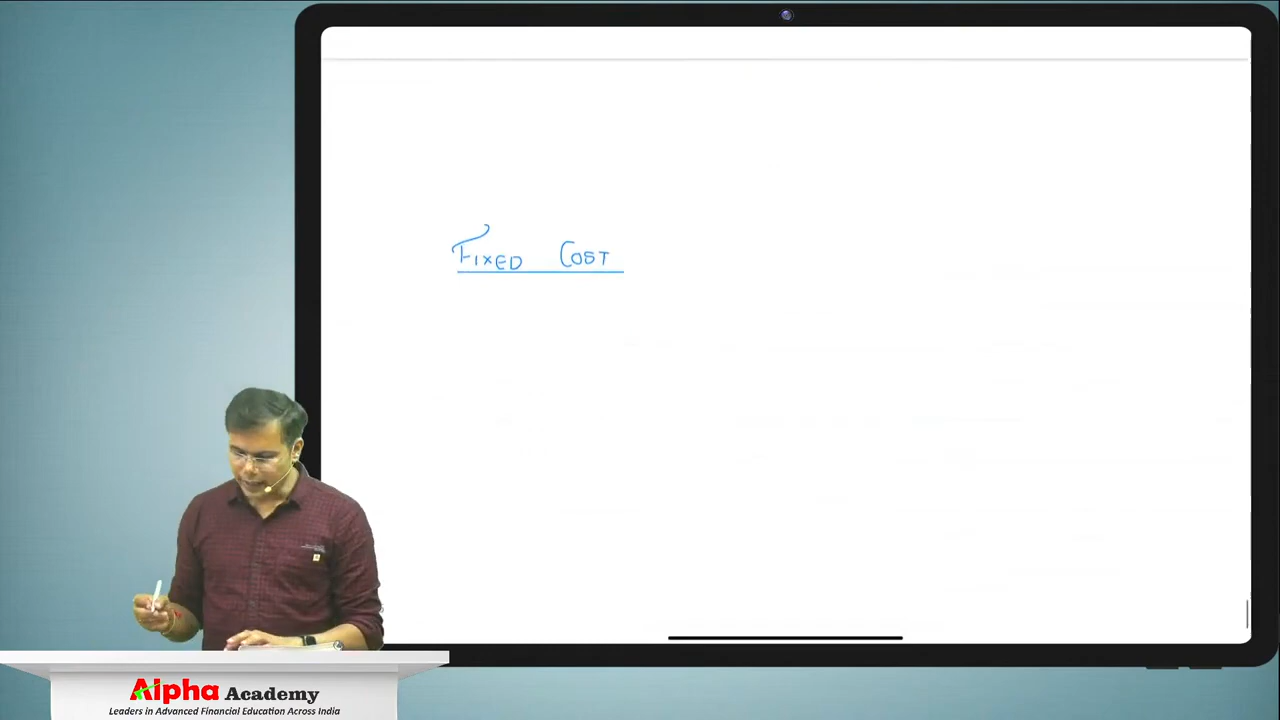 FIXED COST
Alpha Academy
Leaders in Advanced Financial Education Across India